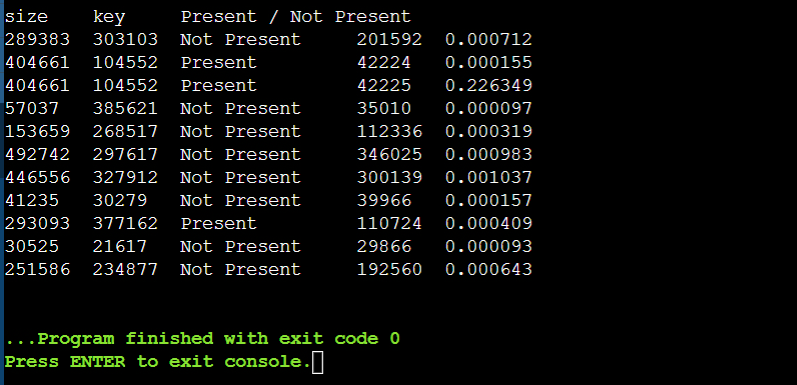 size key Present / Not Present
289383 303103 Not Present 201592 0.000712
404661 104552 Present 42224 0.000155
404661 104552 Present 42225 0.226349
57037 385621 Not Present 35010 0.000097
153659 268517 Not Present 112336 0.000319
492742 297617 Not Present 346025 0.000983
446556 327912 Not Present 300139 0.001037
41235 30279 Not Present 39966 0.000157
293093 377162 Present 110724 0.000409
30525 21617 Not Present 29866 0.000093
251586 234877 Not Present 192560 0.000643
...Program finished with exit code 0
Press ENTER to exit console.